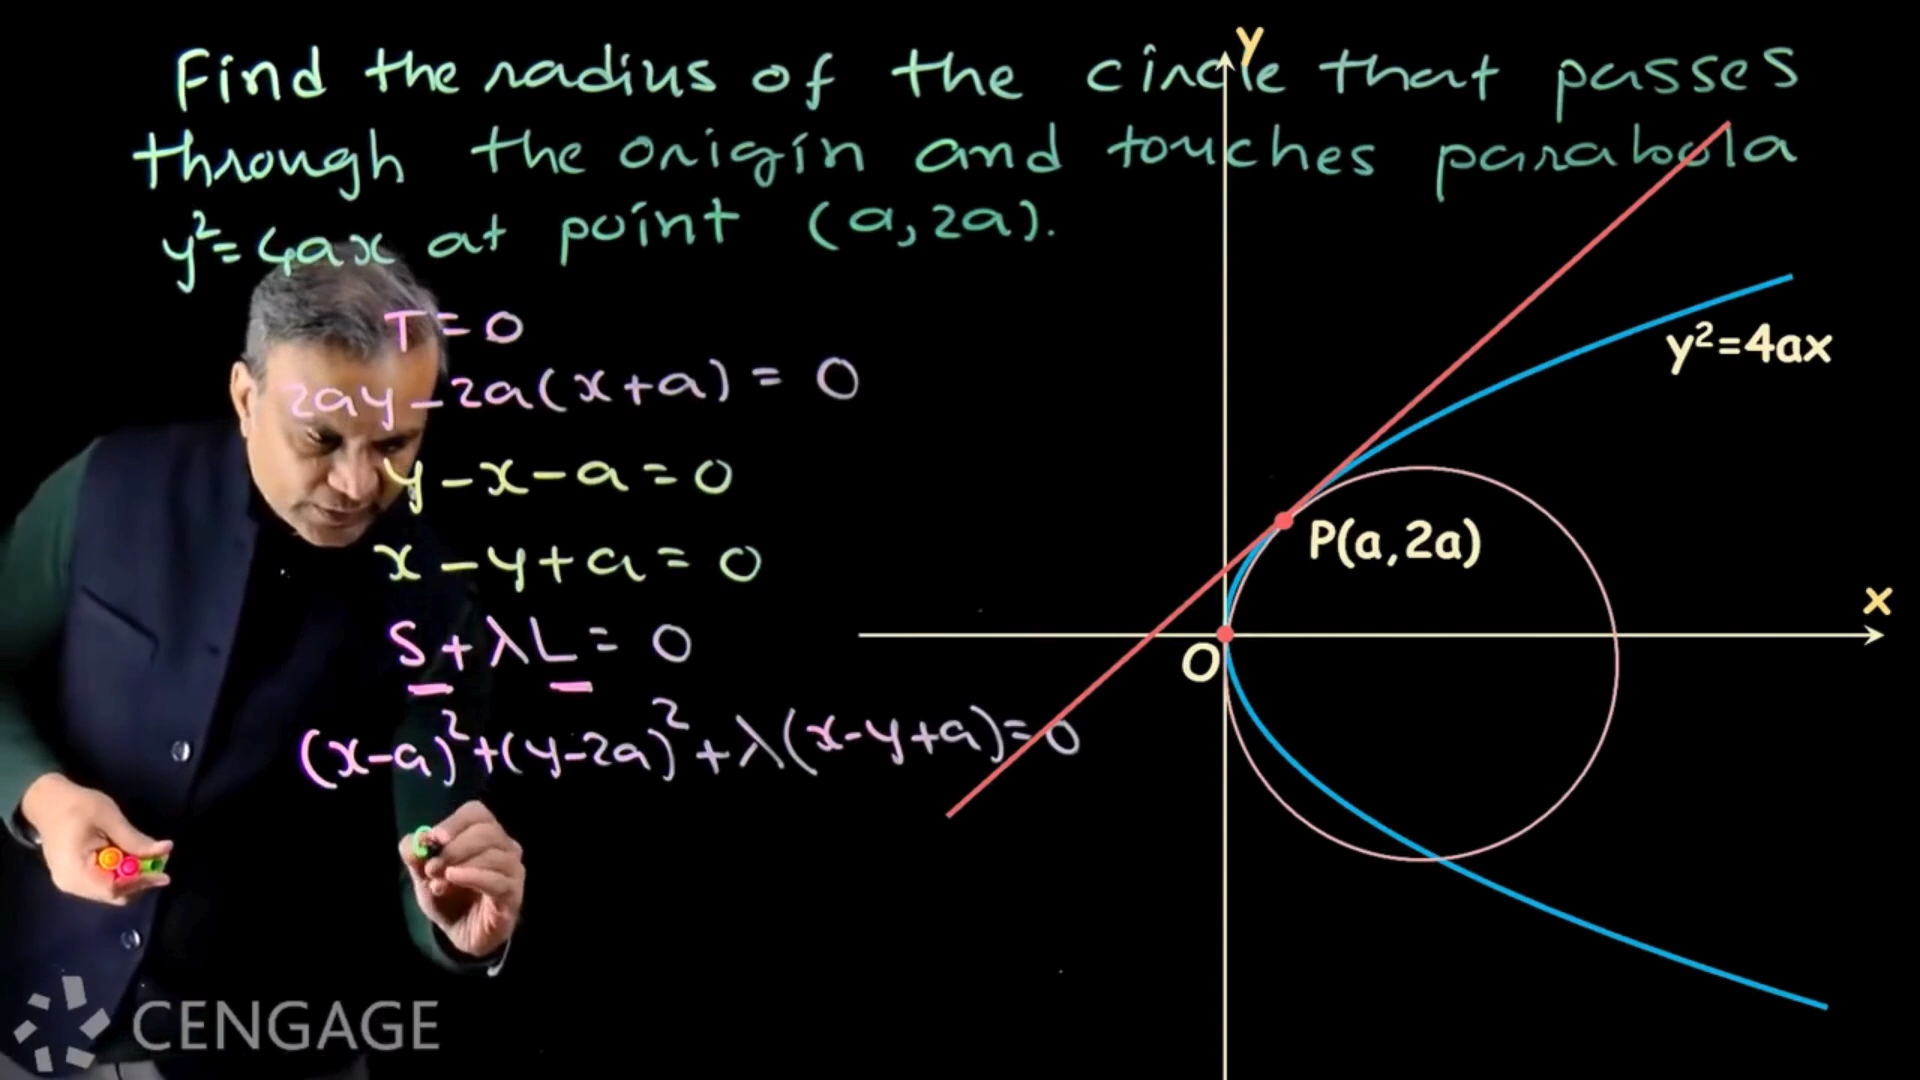 Find the radius of the circle that passes
through the origin and touches parabola
y²=4ax at point (a,2a).
T=0
2ay-2a(x+a)=0
y-x-a=0
x-y+a=0
S+λL=0
(x-a)²+(y-2a)²+λ(x-y+a)=0
y
y²=4ax
P(a,2a)
x
O
CENGAGE